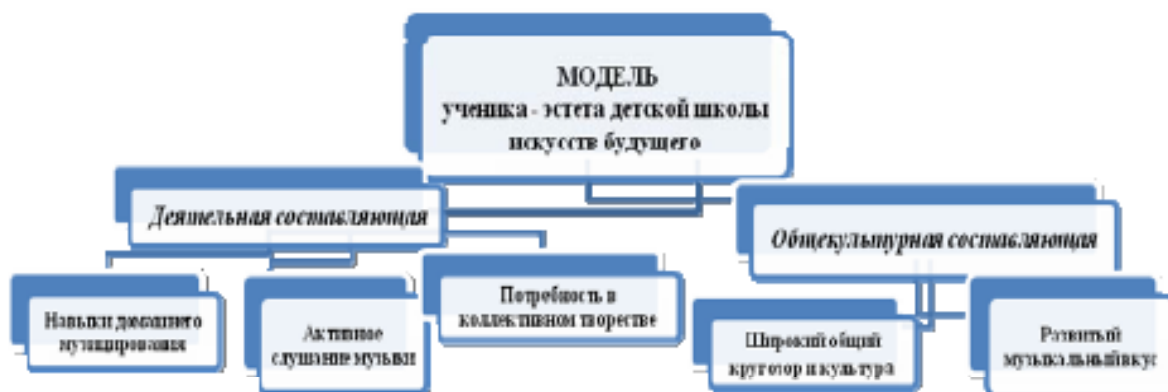 МОДЕЛЬ
ученика - эстета детской школы
искусств будущего
Деятельная составляющая
Общекультурная составляющая
Навыки домашнего
музицирования
Активное
слушание музыки
Потребность в
коллективном творестве
Широкий общий
кругозор и культура
Развитый
музыкальный вкус